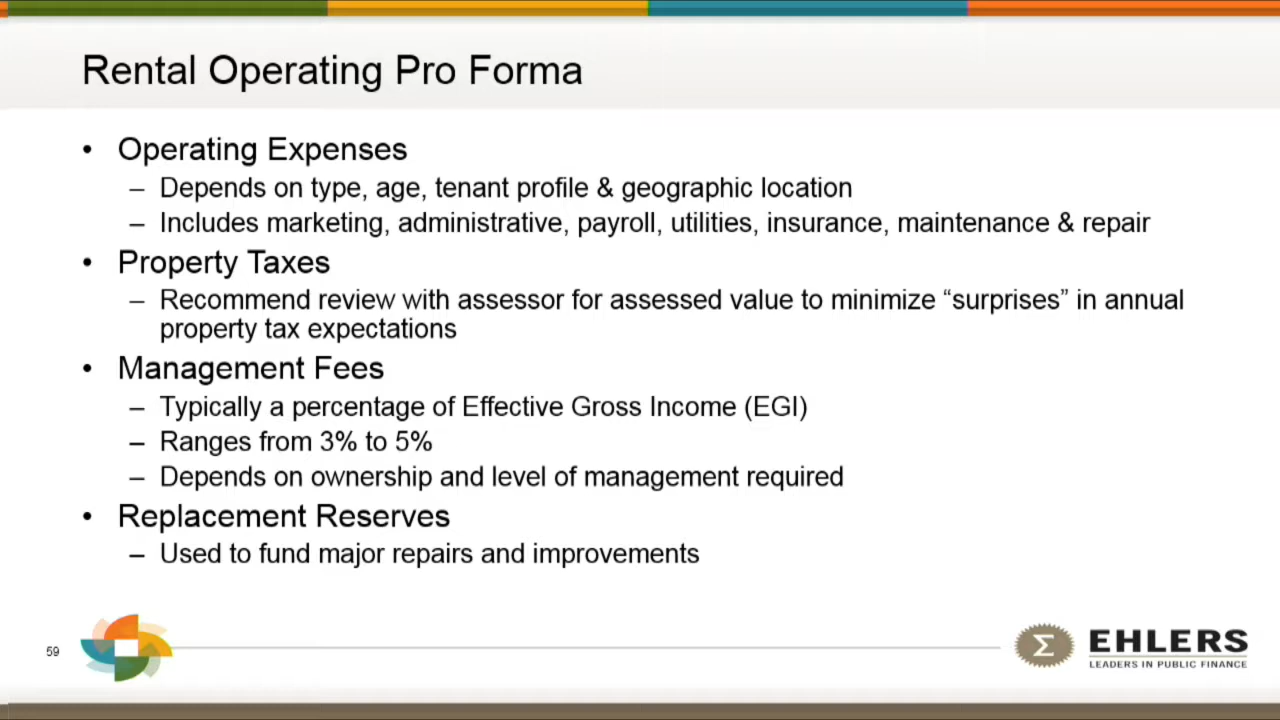 Rental Operating Pro Forma
• Operating Expenses
– Depends on type, age, tenant profile & geographic location
– Includes marketing, administrative, payroll, utilities, insurance, maintenance & repair
• Property Taxes
– Recommend review with assessor for assessed value to minimize “surprises” in annual
property tax expectations
• Management Fees
– Typically a percentage of Effective Gross Income (EGI)
– Ranges from 3% to 5%
– Depends on ownership and level of management required
• Replacement Reserves
– Used to fund major repairs and improvements
59
Σ
EHLERS
LEADERS IN PUBLIC FINANCE